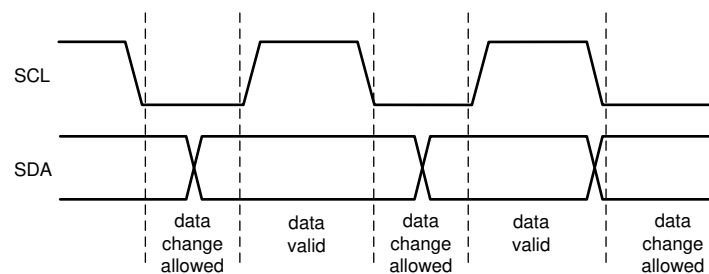 SCL
SDA
data
change
allowed
data
valid
data
change
allowed
data
valid
data
change
allowed